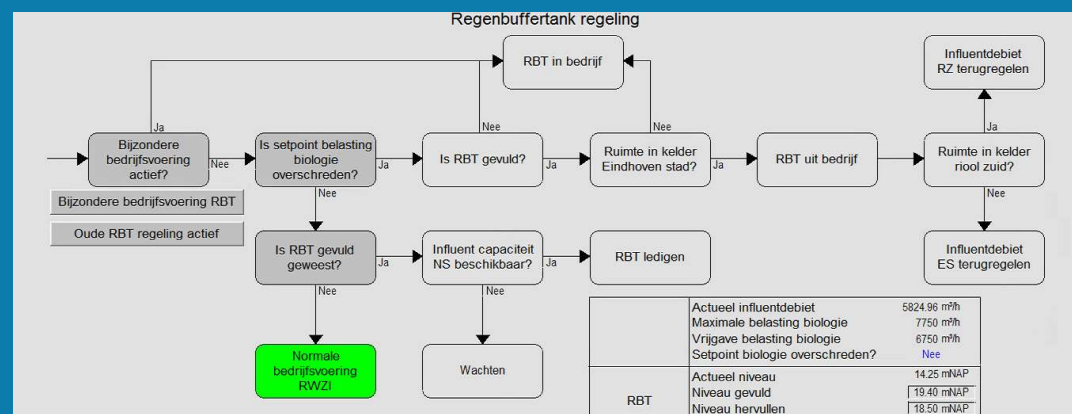 Regenbuffertank regeling
RBT in bedrijf
Influentdebiet
RZ terugregelen
Ja
Nee
Nee
Ja
Bijzondere
bedrijfsvoering
actief?
Nee
Is setpoint belasting
biologie
overschreden?
Ja
Is RBT gevuld?
Ja
Ruimte in kelder
Eindhoven stad?
Ja
RBT uit bedrijf
Ruimte in kelder
riool zuid?
Nee
Nee
Bijzondere bedrijfsvoering RBT
Oude RBT regeling actief
Is RBT gevuld
geweest?
Ja
Influent capaciteit
NS beschikbaar?
Ja
RBT ledigen
Influentdebiet
ES terugregelen
Nee
Nee
Normale
bedrijfsvoering
RWZI
Wachten
Actueel influentdebiet 5824.96 m³/h
Maximale belasting biologie 7750 m³/h
Vrijgave belasting biologie 6750 m³/h
Setpoint biologie overschreden? Nee
RBT
Actueel niveau 14.25 mNAP
Niveau gevuld 19.40 mNAP
Niveau hervullen 18.50 mNAP